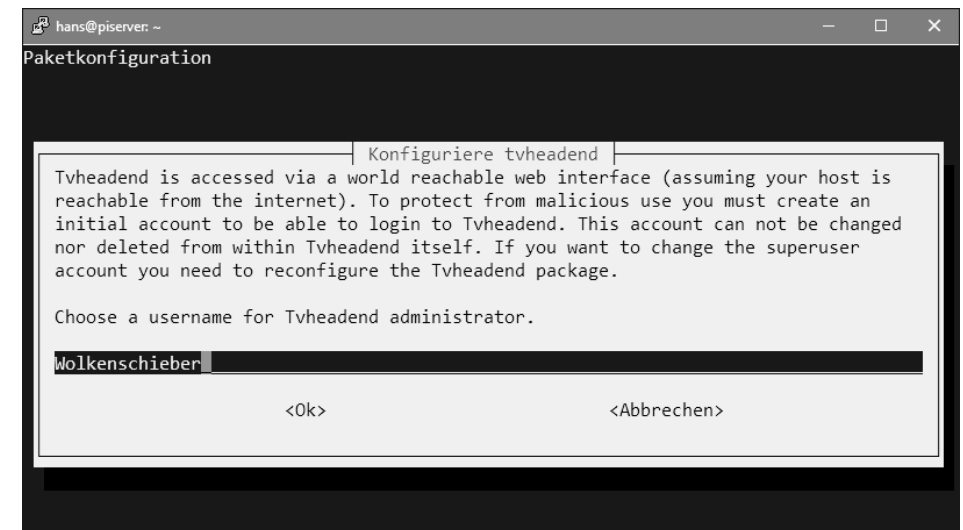 hans@piserver: ~
Paketkonfiguration
Konfiguriere tvheadend
Tvheadend is accessed via a world reachable web interface (assuming your host is
reachable from the internet). To protect from malicious use you must create an
initial account to be able to login to Tvheadend. This account can not be changed
nor deleted from within Tvheadend itself. If you want to change the superuser
account you need to reconfigure the Tvheadend package.
Choose a username for Tvheadend administrator.
Wolkenschieber
<Ok> <Abbrechen>